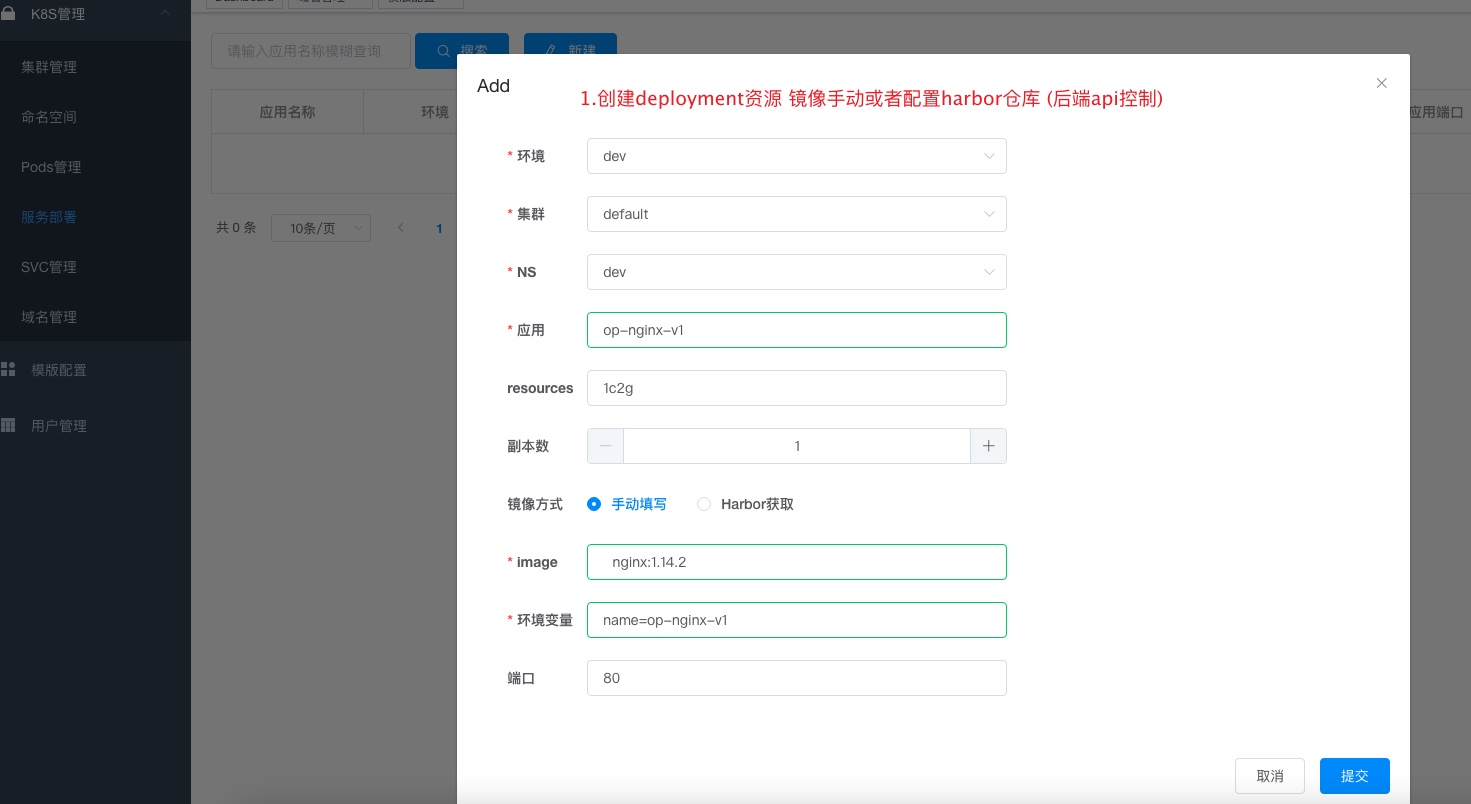 K8S管理
集群管理
命名空间
Pods管理
服务部署
SVC管理
域名管理
模版配置
用户管理
请输入应用名称模糊查询
搜索
新建
应用名称
环境
应用端口
共 0 条
10条/页
1
Add
1.创建deployment资源 镜像手动或者配置harbor仓库 (后端api控制)
* 环境
dev
* 集群
default
* NS
dev
* 应用
op-nginx-v1
resources
1c2g
副本数
1
镜像方式
手动填写
Harbor获取
* image
nginx:1.14.2
* 环境变量
name=op-nginx-v1
端口
80
取消
提交